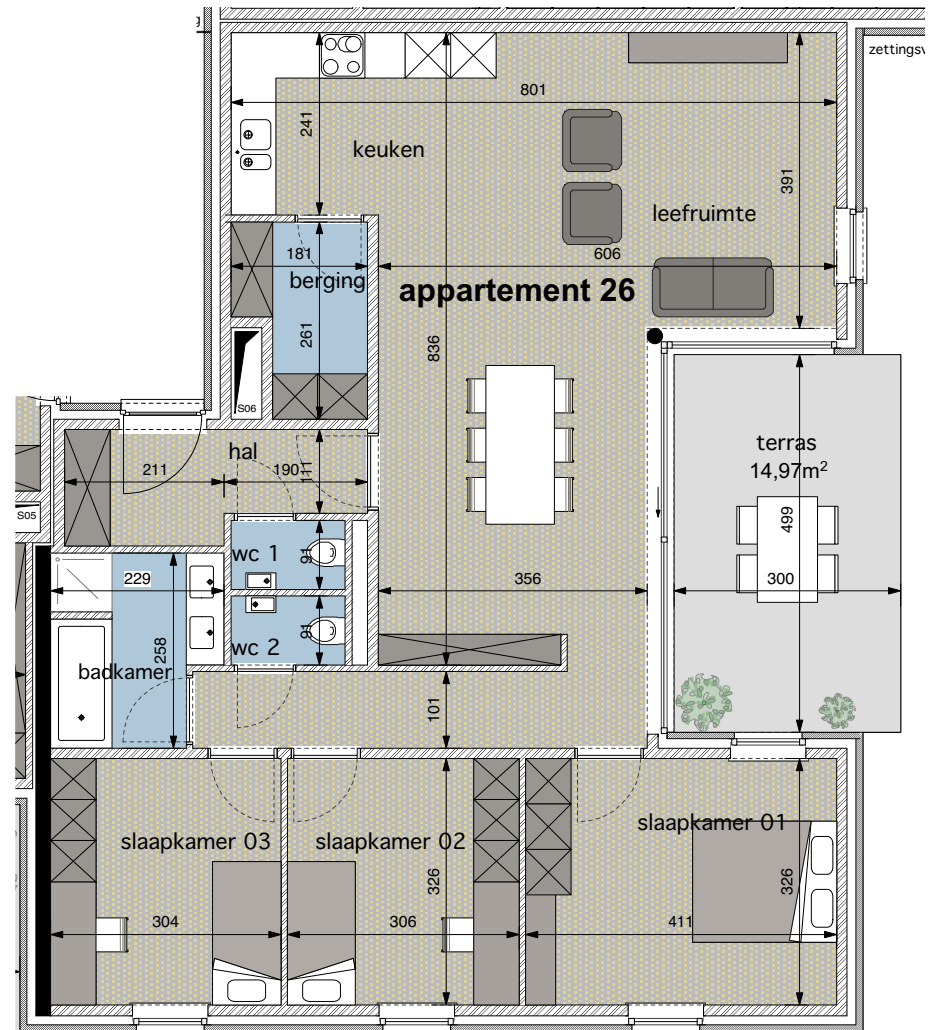 zettingsv
801
241
keuken
391
leefruimte
181
606
berging
appartement 26
261
836
S06
terras
14,97m²
hal
211
190
111
499
S05
wc 1
91
229
356
300
258
wc 2
91
badkamer
101
slaapkamer 03
slaapkamer 02
slaapkamer 01
326
326
304
306
411